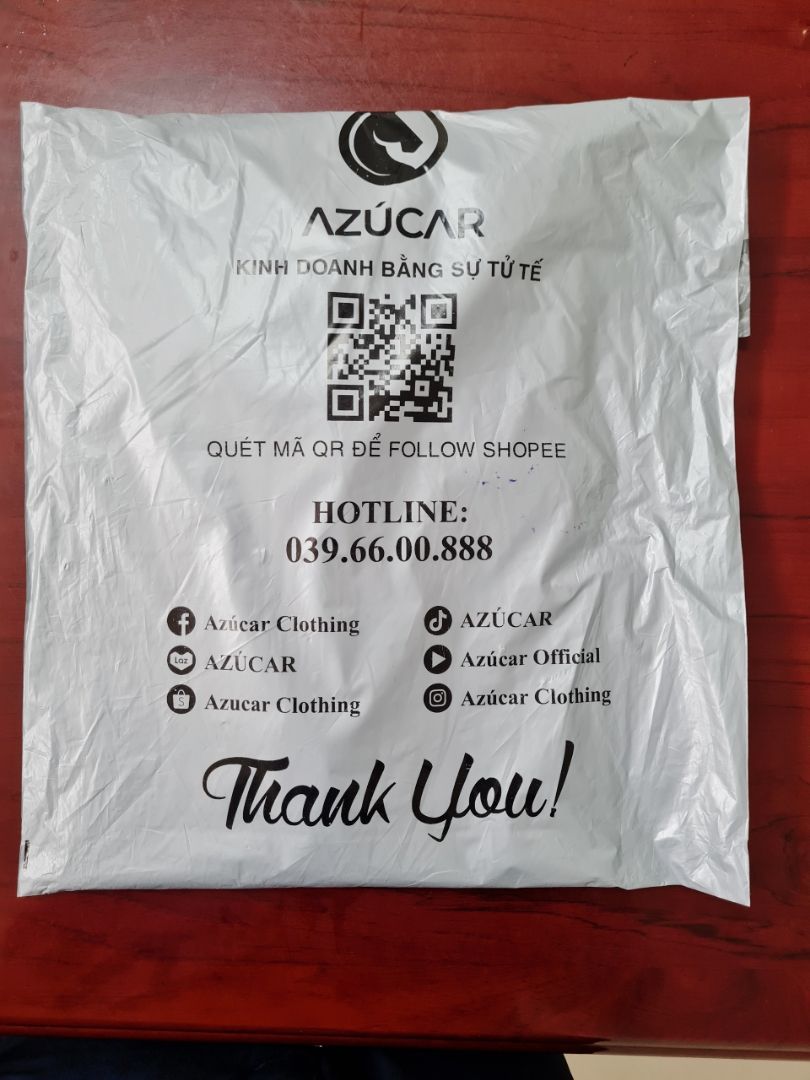 AZÚCAR
KINH DOANH BẰNG SỰ TỬ TẾ
QUÉT MÃ QR ĐỂ FOLLOW SHOPEE
HOTLINE:
039.66.00.888
Azúcar Clothing
AZÚCAR
Laz
AZÚCAR
Azúcar Official
S
Azucar Clothing
Azúcar Clothing
Thank You!